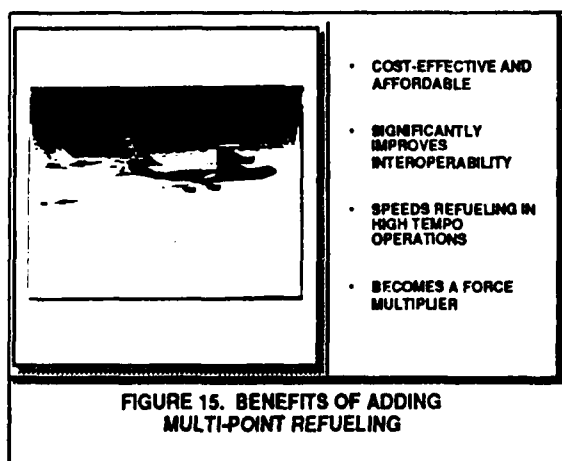 • COST-EFFECTIVE AND
AFFORDABLE
• SIGNIFICANTLY
IMPROVES
INTEROPERABILITY
• SPEEDS REFUELING IN
HIGH TEMPO
OPERATIONS
• BECOMES A FORCE
MULTIPLIER
FIGURE 15. BENEFITS OF ADDING
MULTI-POINT REFUELING